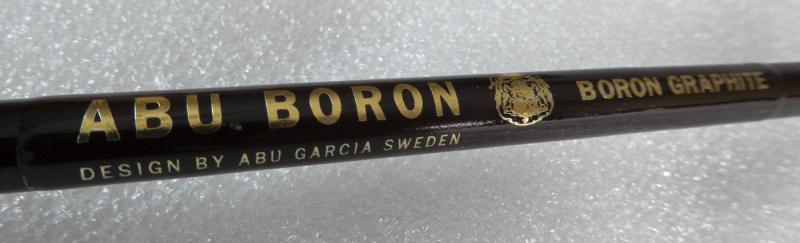 ABU BORON
BORON GRAPHITE
DESIGN BY ABU GARCIA SWEDEN